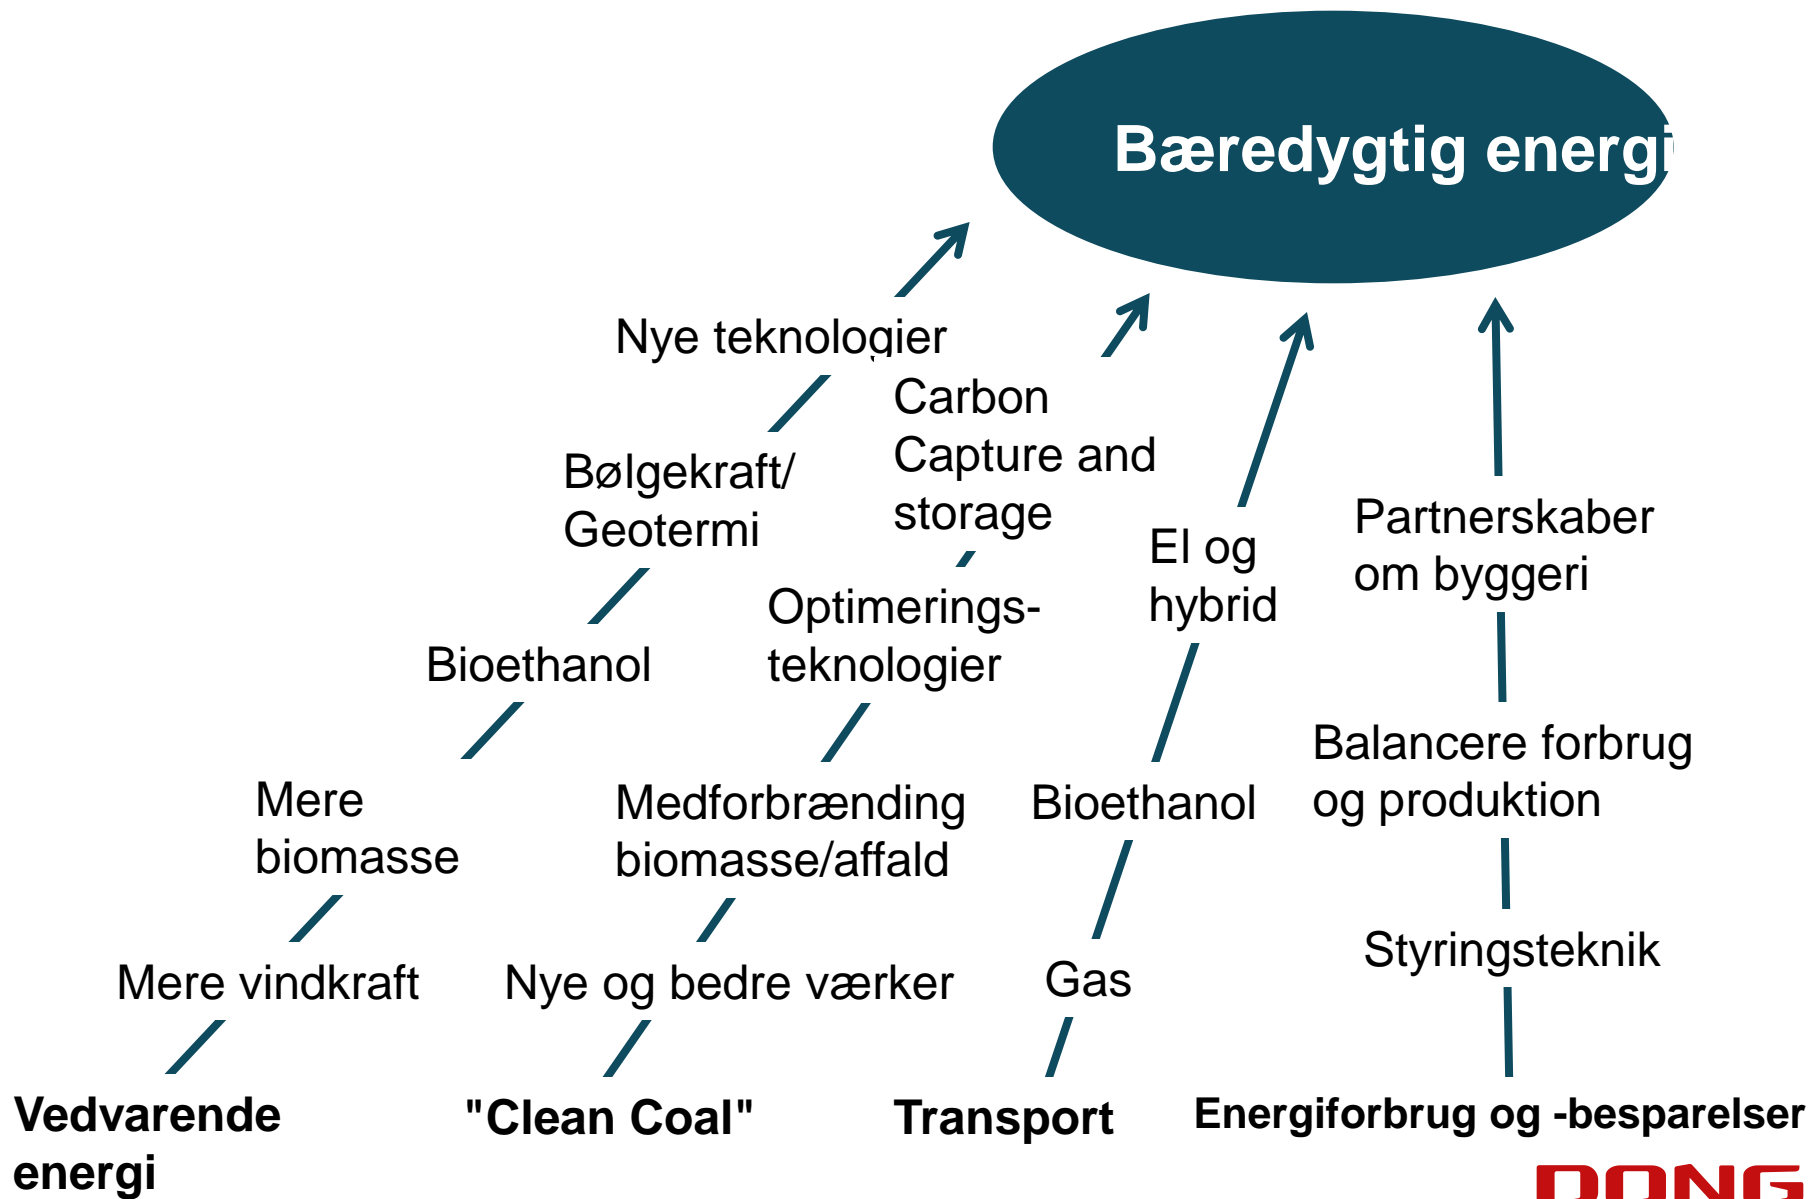 Bæredygtig energi
Nye teknologier
Carbon
Capture and
storage
Bølgekraft/
Geotermi
Partnerskaber
om byggeri
El og
hybrid
Optimerings-
teknologier
Bioethanol
Balancere forbrug
og produktion
Mere
biomasse
Medforbrænding
biomasse/affald
Bioethanol
Styringsteknik
Mere vindkraft
Nye og bedre værker
Gas
Vedvarende
energi
"Clean Coal"
Transport
Energiforbrug og -besparelser
DONG